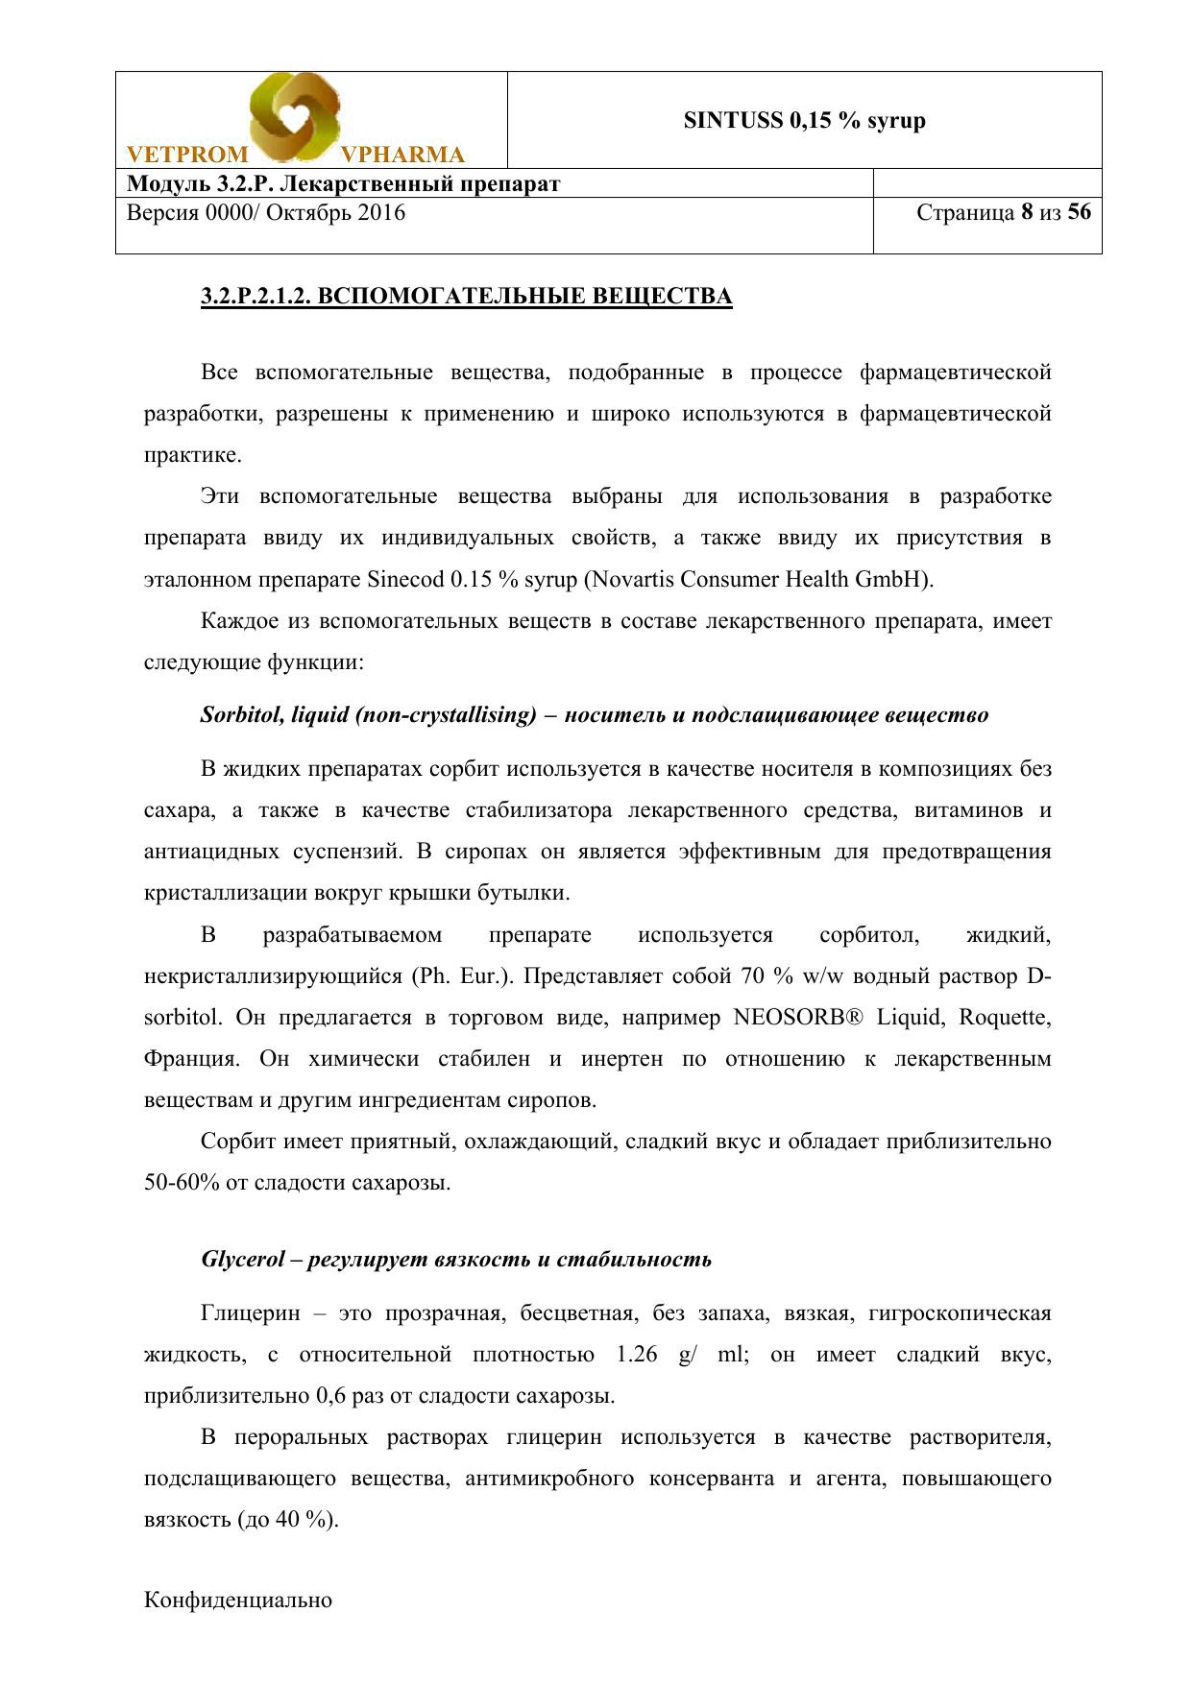 VETPROM VPHARMA
SINTUSS 0,15 % syrup
Модуль 3.2.P. Лекарственный препарат
Версия 0000/ Октябрь 2016
Страница 8 из 56
3.2.P.2.1.2. ВСПОМОГАТЕЛЬНЫЕ ВЕЩЕСТВА
Все вспомогательные вещества, подобранные в процессе фармацевтической
разработки, разрешены к применению и широко используются в фармацевтической
практике.
Эти вспомогательные вещества выбраны для использования в разработке
препарата ввиду их индивидуальных свойств, а также ввиду их присутствия в
эталонном препарате Sinecod 0.15 % syrup (Novartis Consumer Health GmbH).
Каждое из вспомогательных веществ в составе лекарственного препарата, имеет
следующие функции:
Sorbitol, liquid (non-crystallising) – носитель и подслащивающее вещество
В жидких препаратах сорбит используется в качестве носителя в композициях без
сахара, а также в качестве стабилизатора лекарственного средства, витаминов и
антиацидных суспензий. В сиропах он является эффективным для предотвращения
кристаллизации вокруг крышки бутылки.
В разрабатываемом препарате используется сорбитол, жидкий,
некристаллизирующийся (Ph. Eur.). Представляет собой 70 % w/w водный раствор D-
sorbitol. Он предлагается в торговом виде, например NEOSORB® Liquid, Roquette,
Франция. Он химически стабилен и инертен по отношению к лекарственным
веществам и другим ингредиентам сиропов.
Сорбит имеет приятный, охлаждающий, сладкий вкус и обладает приблизительно
50-60% от сладости сахарозы.
Glycerol – регулирует вязкость и стабильность
Глицерин – это прозрачная, бесцветная, без запаха, вязкая, гигроскопическая
жидкость, с относительной плотностью 1.26 g/ ml; он имеет сладкий вкус,
приблизительно 0,6 раз от сладости сахарозы.
В пероральных растворах глицерин используется в качестве растворителя,
подслащивающего вещества, антимикробного консерванта и агента, повышающего
вязкость (до 40 %).
Конфиденциально